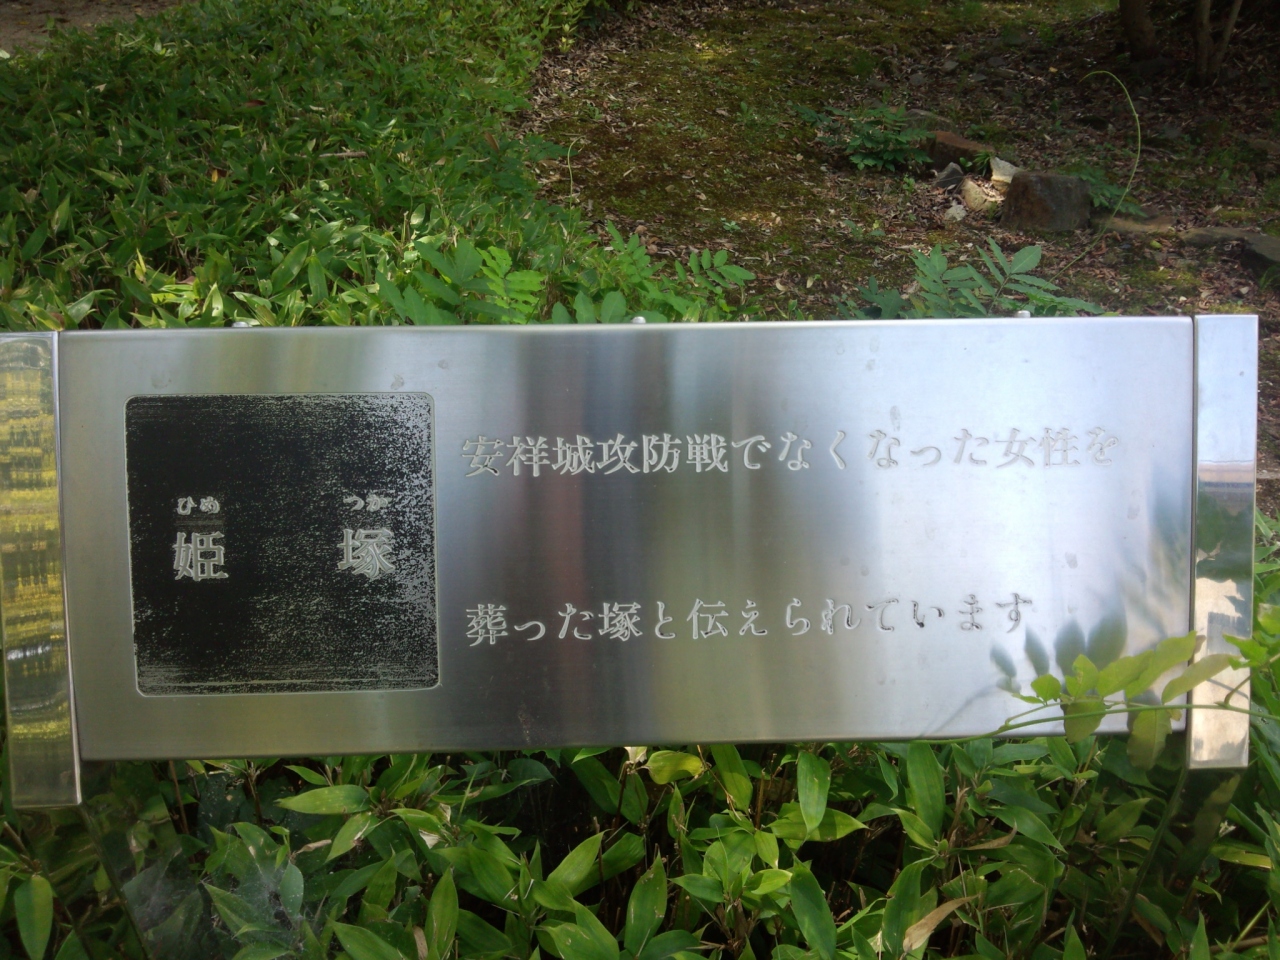 ひめ つか
姫 塚
安祥城攻防戦でなくなった女性を
葬った塚と伝えられています